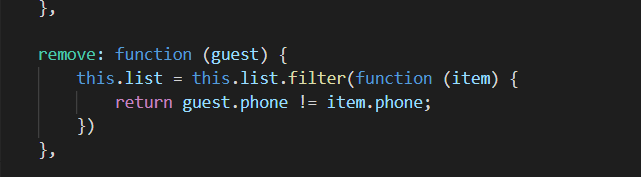 },
remove: function (guest) {
this.list = this.list.filter(function (item) {
return guest.phone != item.phone;
})
},